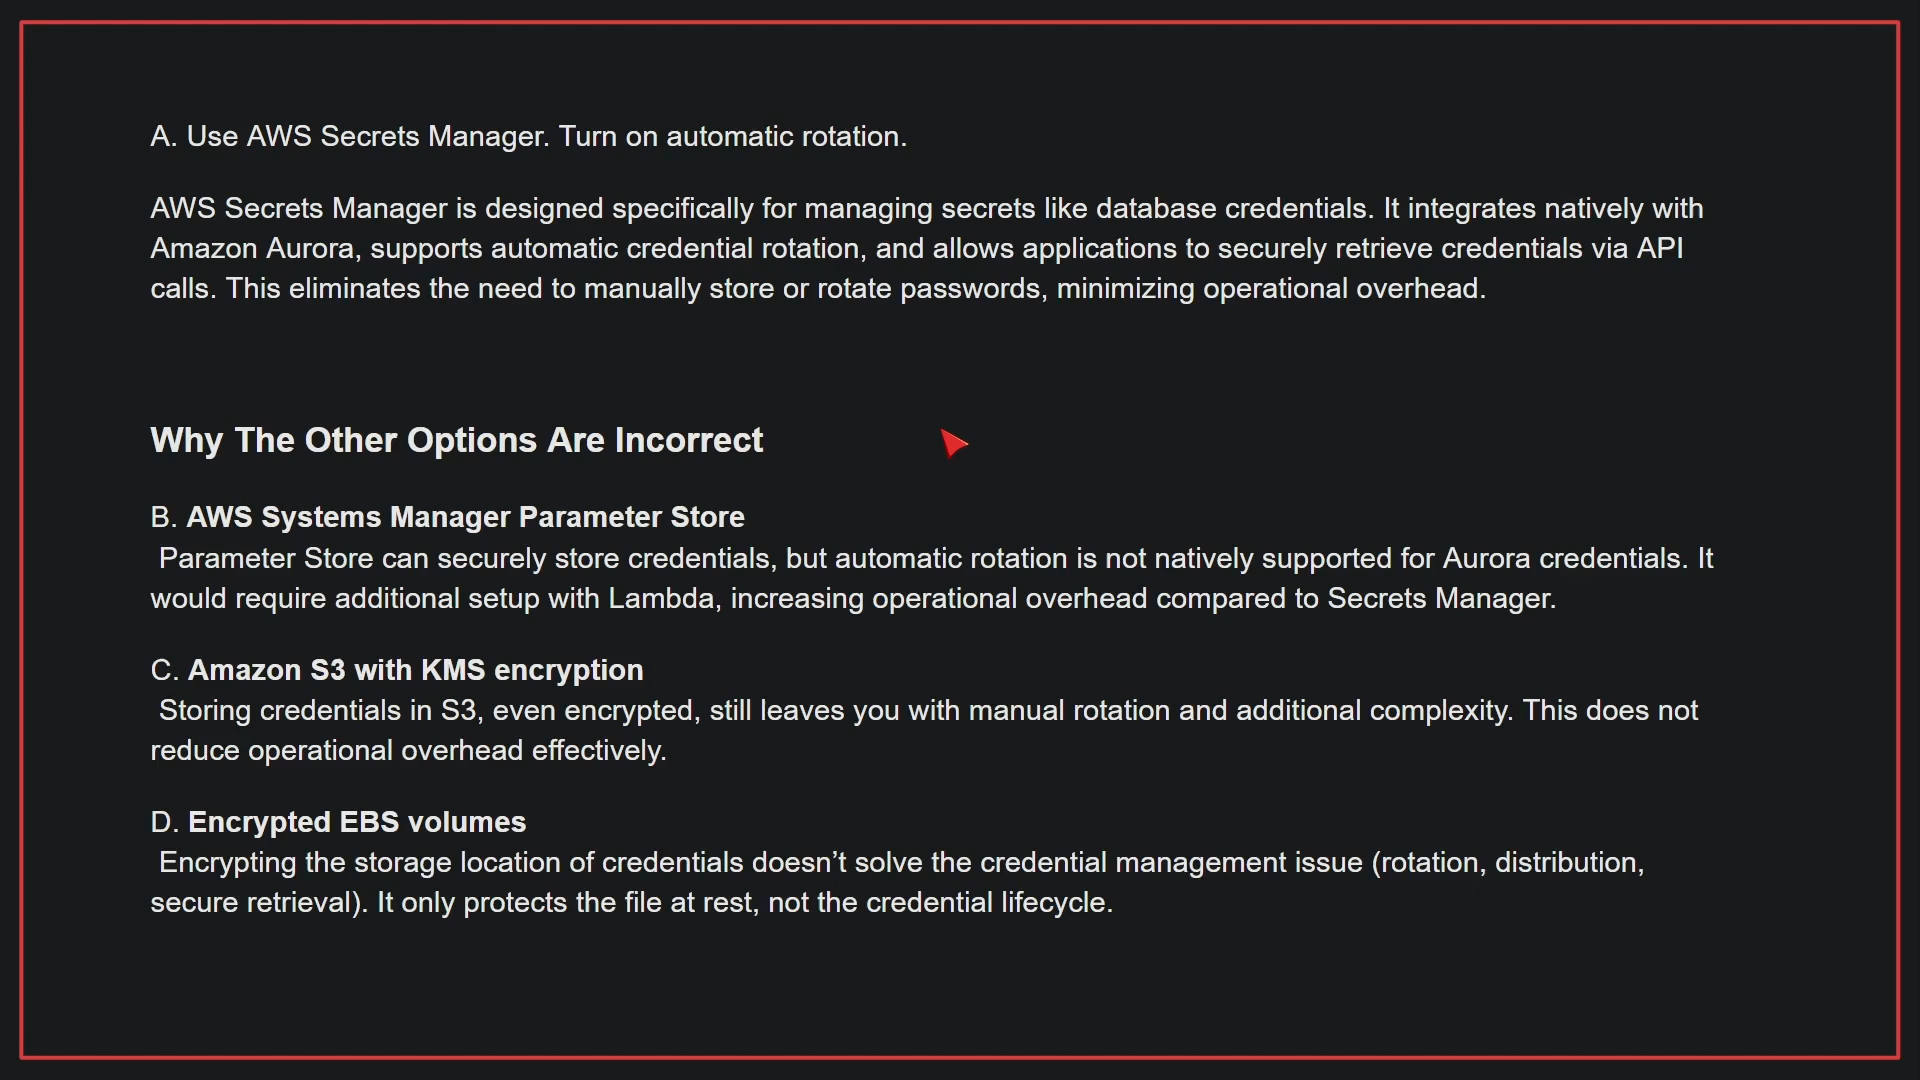 A. Use AWS Secrets Manager. Turn on automatic rotation.
AWS Secrets Manager is designed specifically for managing secrets like database credentials. It integrates natively with
Amazon Aurora, supports automatic credential rotation, and allows applications to securely retrieve credentials via API
calls. This eliminates the need to manually store or rotate passwords, minimizing operational overhead.
Why The Other Options Are Incorrect
B. AWS Systems Manager Parameter Store
Parameter Store can securely store credentials, but automatic rotation is not natively supported for Aurora credentials. It
would require additional setup with Lambda, increasing operational overhead compared to Secrets Manager.
C. Amazon S3 with KMS encryption
Storing credentials in S3, even encrypted, still leaves you with manual rotation and additional complexity. This does not
reduce operational overhead effectively.
D. Encrypted EBS volumes
Encrypting the storage location of credentials doesn’t solve the credential management issue (rotation, distribution,
secure retrieval). It only protects the file at rest, not the credential lifecycle.